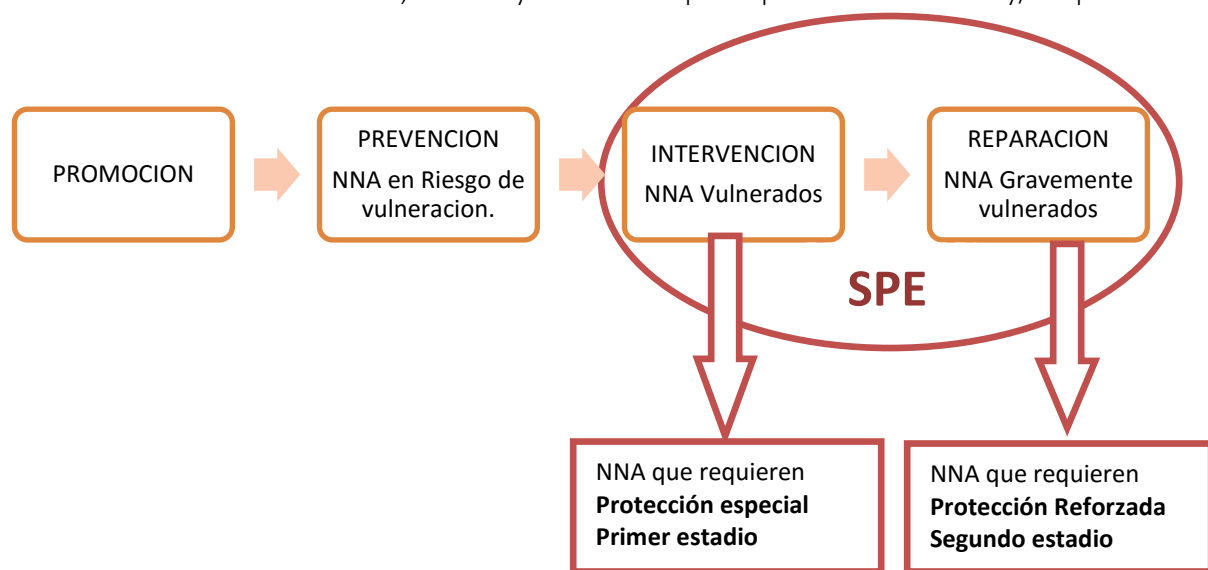 PROMOCION
PREVENCION
NNA en Riesgo de
vulneracion.
INTERVENCION
NNA Vulnerados
REPARACION
NNA Gravemente
vulnerados
SPE
NNA que requieren
Protección especial
Primer estadio
NNA que requieren
Protección Reforzada
Segundo estadio